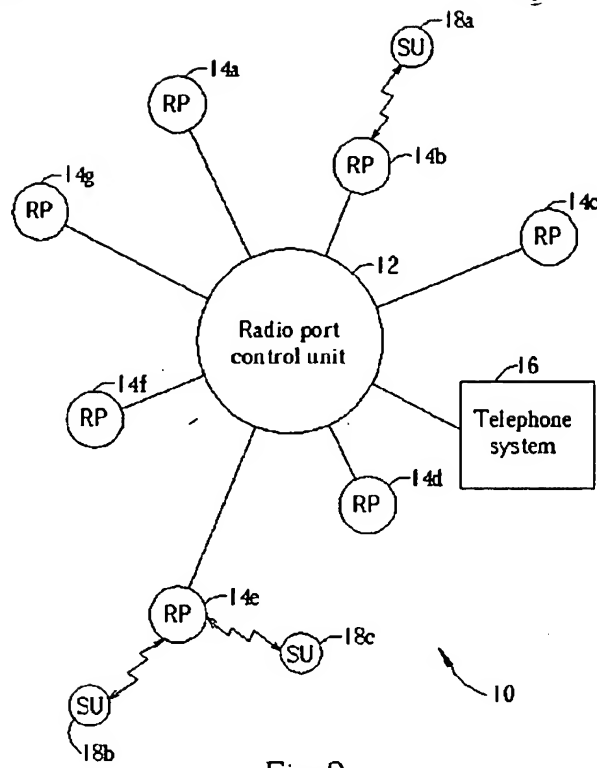 18a
SU
14a
RP
RP
14b
14g
RP
14c
RP
12
Radio port
control unit
16
Telephone
system
14f
RP
14d
RP
14e
RP
18c
SU
SU
18b
10